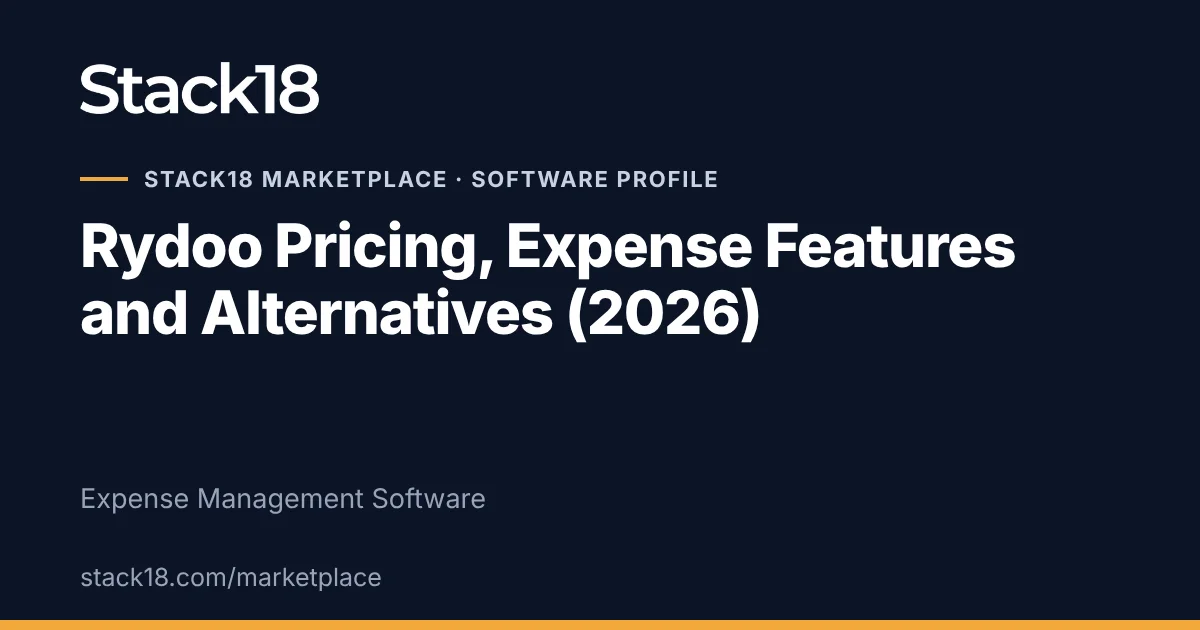 Stack18
STACK18 MARKETPLACE · SOFTWARE PROFILE
Rydoo Pricing, Expense Features
and Alternatives (2026)
Expense Management Software
stack18.com/marketplace